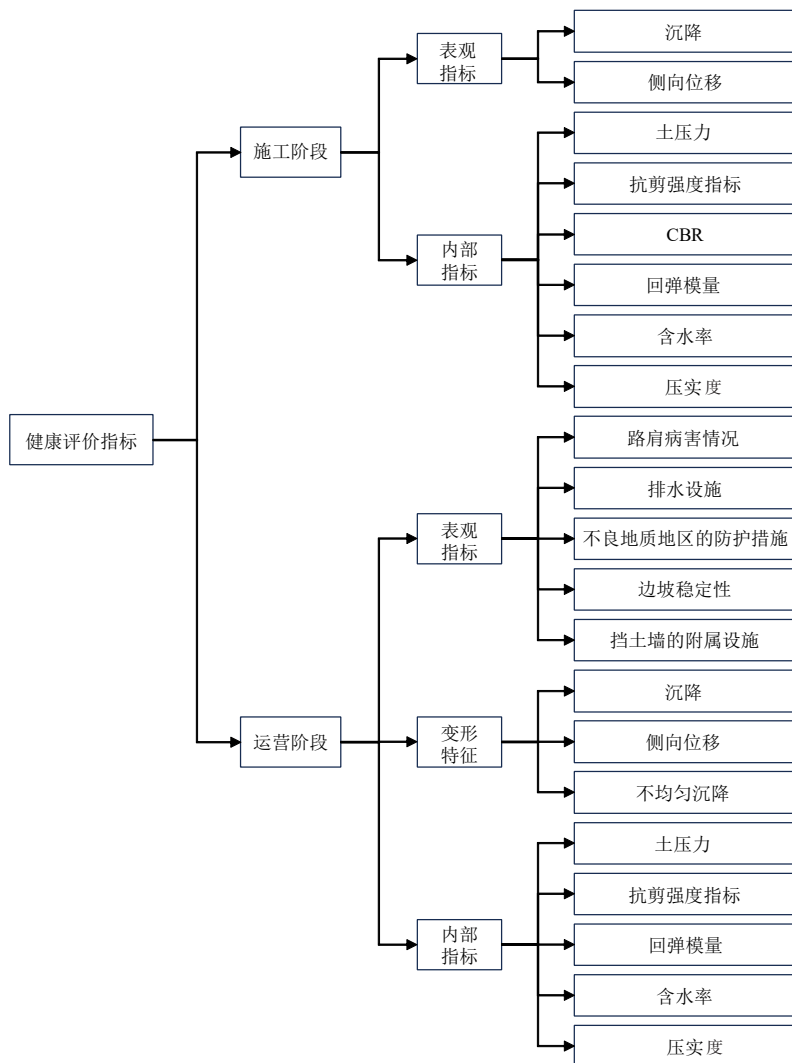 健康评价指标
施工阶段
表观
指标
沉降
侧向位移
内部
指标
土压力
抗剪强度指标
CBR
回弹模量
含水率
压实度
运营阶段
表观
指标
路肩病害情况
排水设施
不良地质地区的防护措施
边坡稳定性
挡土墙的附属设施
变形
特征
沉降
侧向位移
不均匀沉降
内部
指标
土压力
抗剪强度指标
回弹模量
含水率
压实度